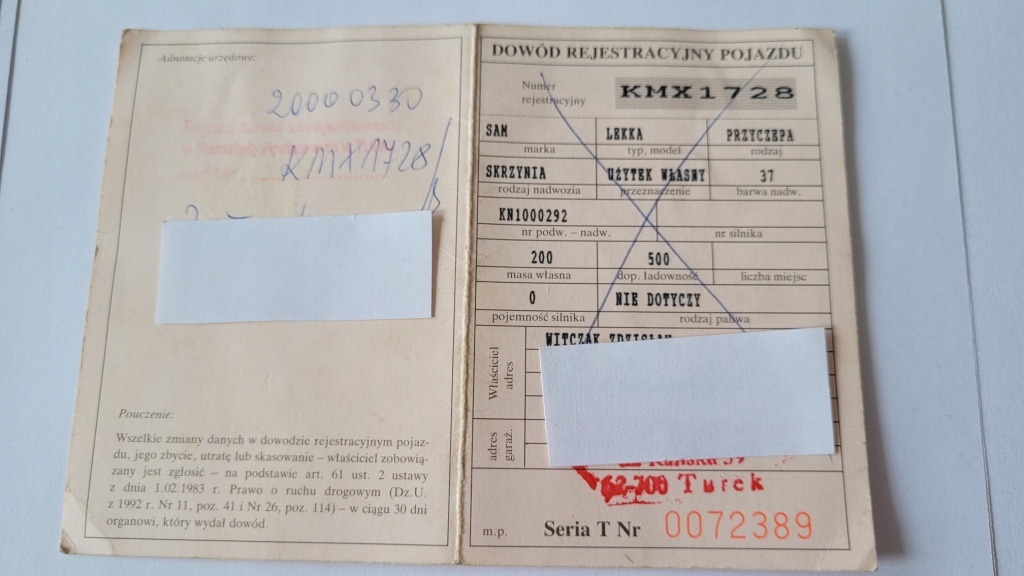 Adnotacje urzędowe:
20000330
KMX1728/
Pouczenie:
Wszelkie zmiany danych w dowodzie rejestracyjnym pojaz-
du, jego zbycie, utratę lub skasowanie – właściciel zobowią-
zany jest zgłosić – na podstawie art. 61 ust. 2 ustawy
z dnia 1.02.1983 r. Prawo o ruchu drogowym (Dz.U.
z 1992 r. Nr 11, poz. 41 i Nr 26, poz. 114) – w ciągu 30 dni
organowi, który wydał dowód.
DOWÓD REJESTRACYJNY POJAZDU
Numer
rejestracyjny
KMX1728
SAM LEKKA PRZYCZEPA
marka typ, model rodzaj
SKRZYNIA UŻYTEK WŁASNY 37
rodzaj nadwozia przeznaczenie barwa nadw.
KN1000292
nr podw. – nadw. nr silnika
200 500
masa własna dop. ładowność liczba miejsc
0 NIE DOTYCZY
pojemność silnika rodzaj paliwa
Właściciel
adres
WITCZAK ZDZISŁAW
adres
garaż.
62-700 Turek
m.p. Seria T Nr 0072389